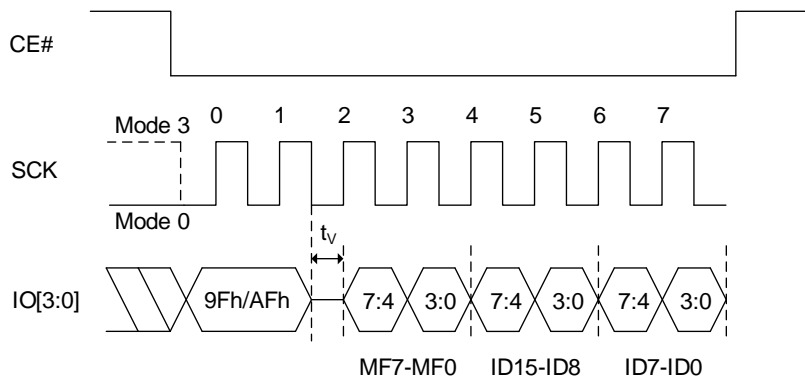 CE#
0 1 2 3 4 5 6 7
Mode 3
SCK
Mode 0
tV
IO[3:0] 9Fh/AFh 7:4 3:0 7:4 3:0 7:4 3:0
MF7-MF0 ID15-ID8 ID7-ID0